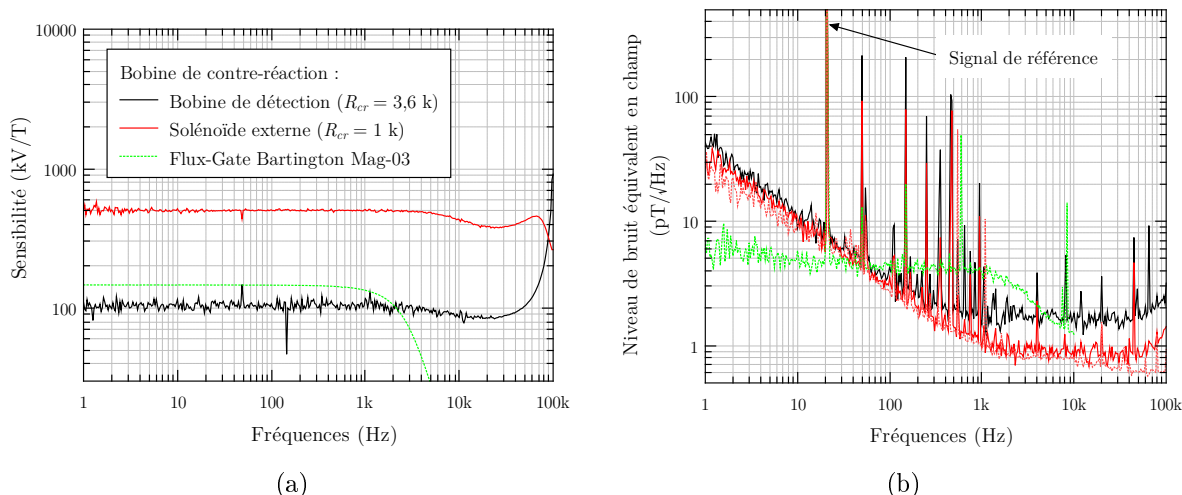 10000
1000
100
Sensibilité (kV/T)
Bobine de contre-réaction :
Bobine de détection (Rcr = 3,6 k)
Solénoïde externe (Rcr = 1 k)
Flux-Gate Bartington Mag-03
1 10 100 1k 10k 100k
Fréquences (Hz)
(a)
Niveau de bruit équivalent en champ
(pT/√Hz)
100
10
1
Signal de référence
1 10 100 1k 10k 100k
Fréquences (Hz)
(b)